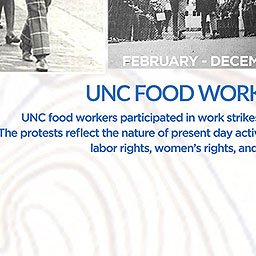 FEBRUARY - DECEM
UNC FOOD WORK
UNC food workers participated in work strikes
The protests reflect the nature of present day activ
labor rights, women's rights, and